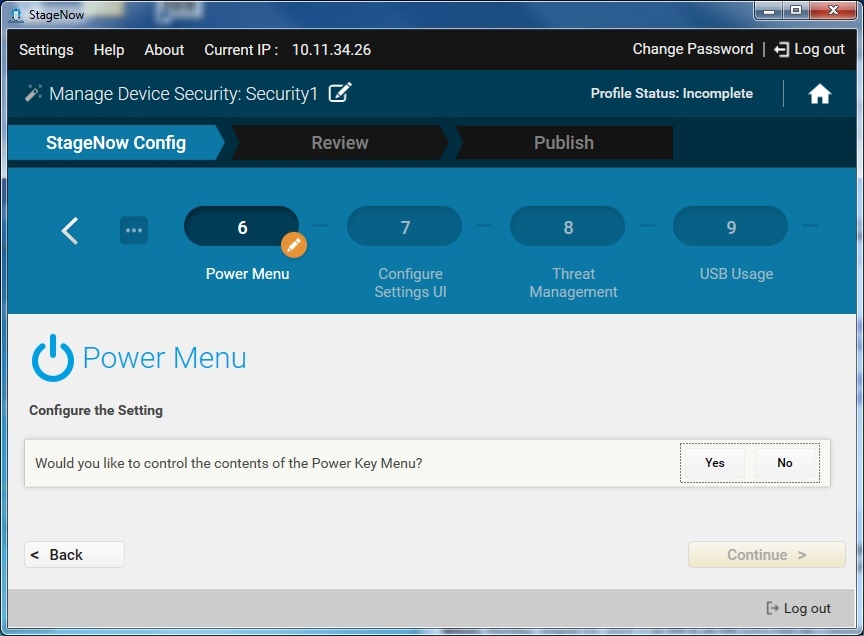 StageNow
Settings Help About Current IP : 10.11.34.26 Change Password | Log out
Manage Device Security: Security1 Profile Status: Incomplete
StageNow Config Review Publish
... 6 7 8 9
Power Menu Configure Threat USB Usage
Settings UI Management
Power Menu
Configure the Setting
Would you like to control the contents of the Power Key Menu? Yes No
< Back Continue >
Log out